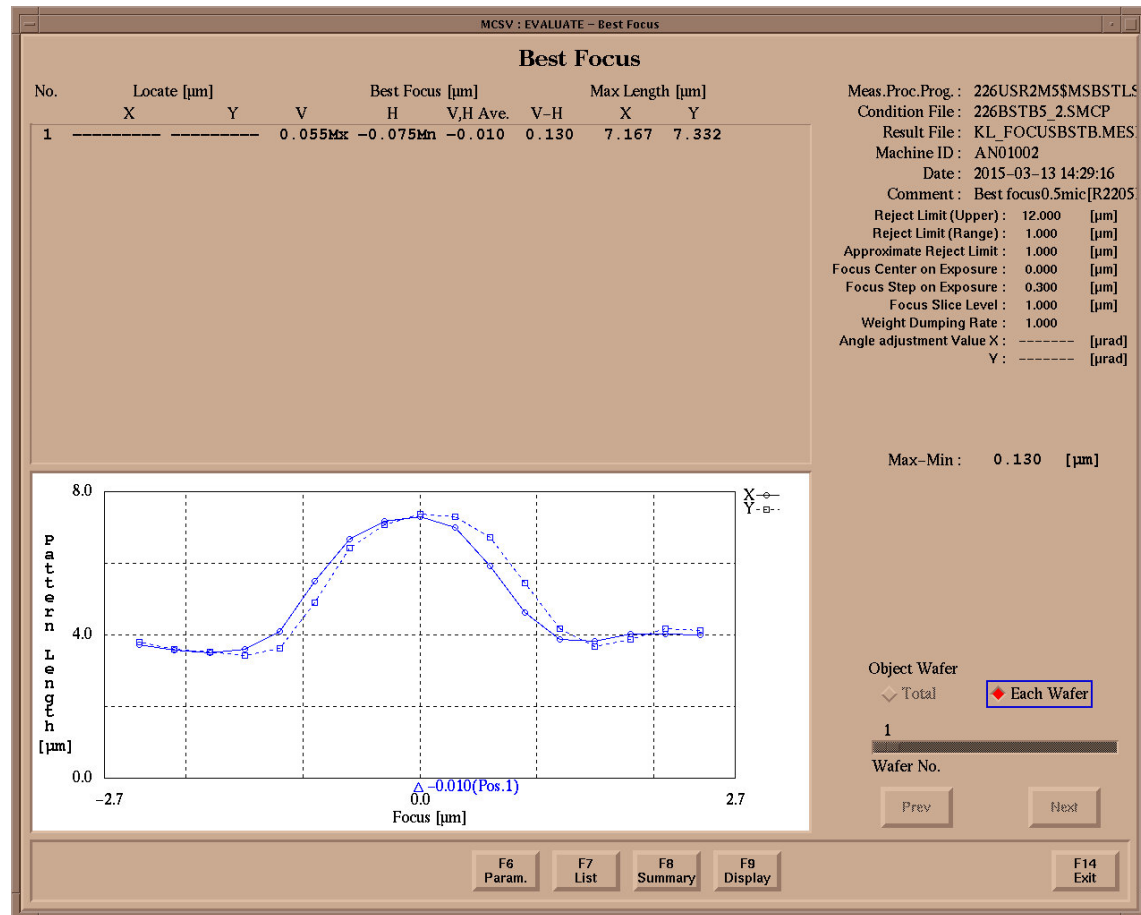 MCSV : EVALUATE – Best Focus
Best Focus
No. Locate [µm] Best Focus [µm] Max Length [µm]
X Y V H V,H Ave. V–H X Y
1 --------- --------- 0.055Mx –0.075Mn –0.010 0.130 7.167 7.332
Meas.Proc.Prog. : 226USR2M5$MSBSTLS
Condition File : 226BSTB5_2.SMCP
Result File : KL_FOCUSBSTB.MES
Machine ID : AN01002
Date : 2015–03–13 14:29:16
Comment : Best focus0.5mic[R2205
Reject Limit (Upper) : 12.000 [µm]
Reject Limit (Range) : 1.000 [µm]
Approximate Reject Limit : 1.000 [µm]
Focus Center on Exposure : 0.000 [µm]
Focus Step on Exposure : 0.300 [µm]
Focus Slice Level : 1.000 [µm]
Weight Dumping Rate : 1.000
Angle adjustment Value X : ------- [µrad]
Y : ------- [µrad]
Max–Min : 0.130 [µm]
8.0
4.0
0.0
Pattern Length
[µm]
X
Y
△ –0.010(Pos.1)
–2.7 0.0 2.7
Focus [µm]
Object Wafer
Total Each Wafer
1
Wafer No.
Prev Next
F6 F7 F8 F9 F14
Param. List Summary Display Exit